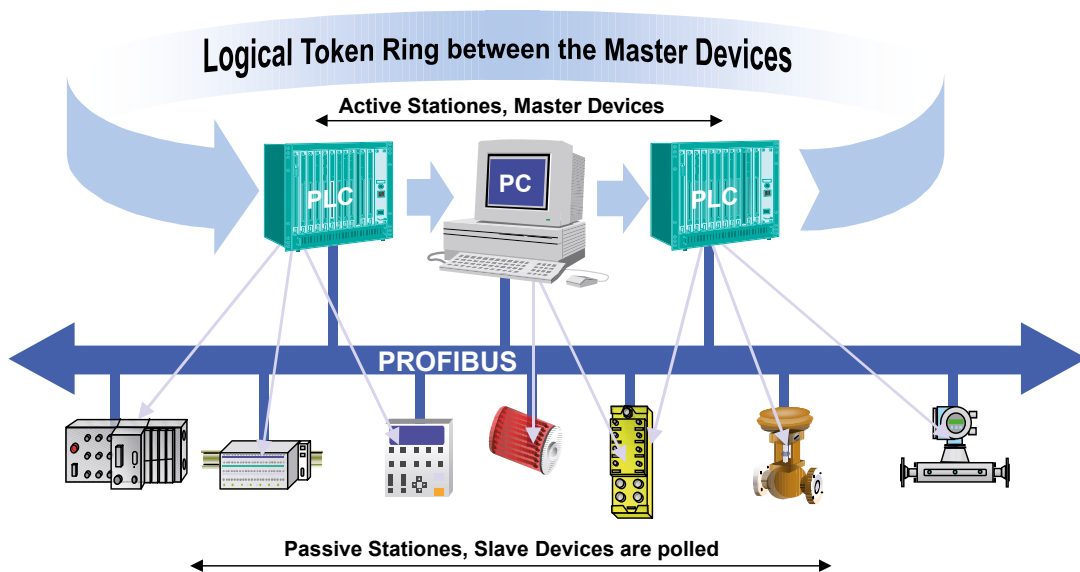 Logical Token Ring between the Master Devices
Active Stationes, Master Devices
PLC
PC
PLC
PROFIBUS
Passive Stationes, Slave Devices are polled